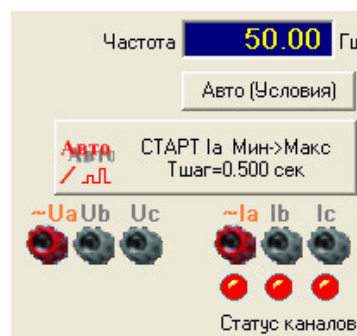 Частота 50.00 Гц
Авто (Условия)
Авто СТАРТ Ia Мин->Макс
Тшаг=0.500 сек
~Ua Ub Uc ~Ia Ib Ic
Статус каналов